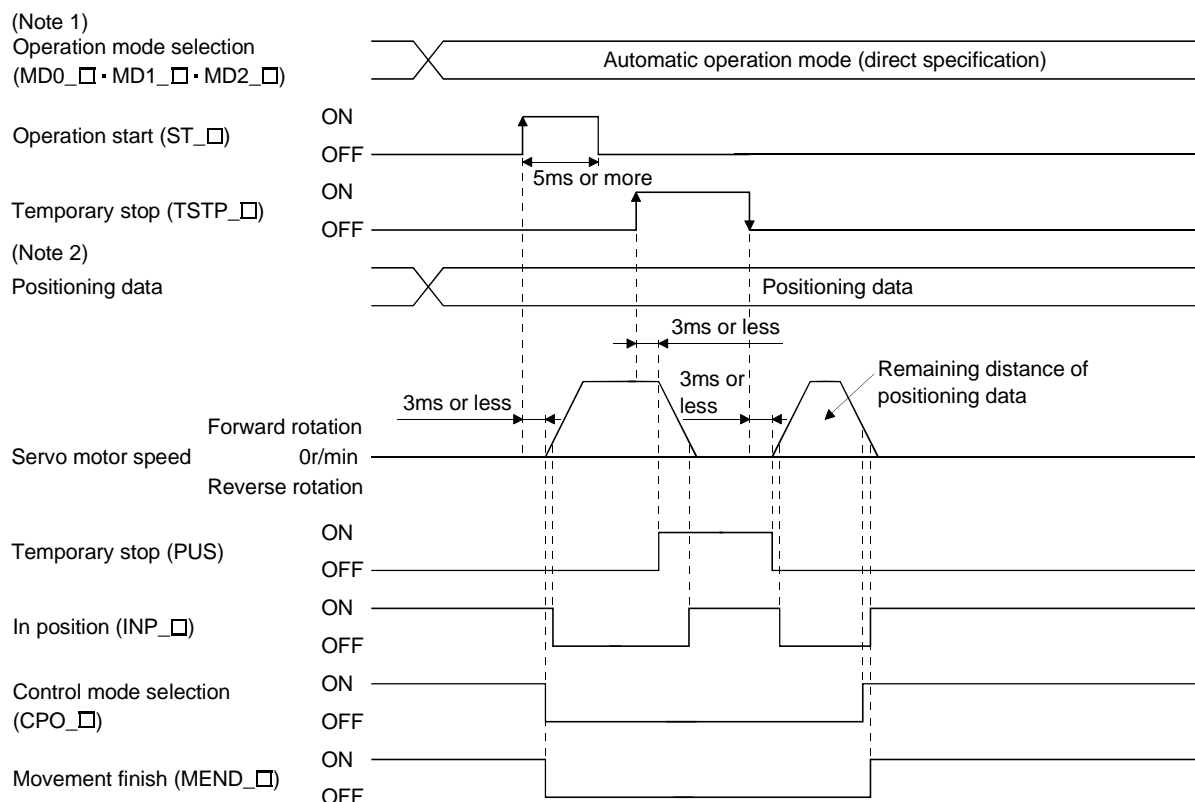 (Note 1)
Operation mode selection
(MD0_□ · MD1_□ · MD2_□)
Automatic operation mode (direct specification)
Operation start (ST_□)
ON
OFF
5ms or more
Temporary stop (TSTP_□)
ON
OFF
(Note 2)
Positioning data
Positioning data
3ms or less
3ms or less
3ms or
less
Remaining distance of
positioning data
Forward rotation
Servo motor speed
0r/min
Reverse rotation
Temporary stop (PUS)
ON
OFF
In position (INP_□)
ON
OFF
Control mode selection
(CPO_□)
ON
OFF
Movement finish (MEND_□)
ON
OFF